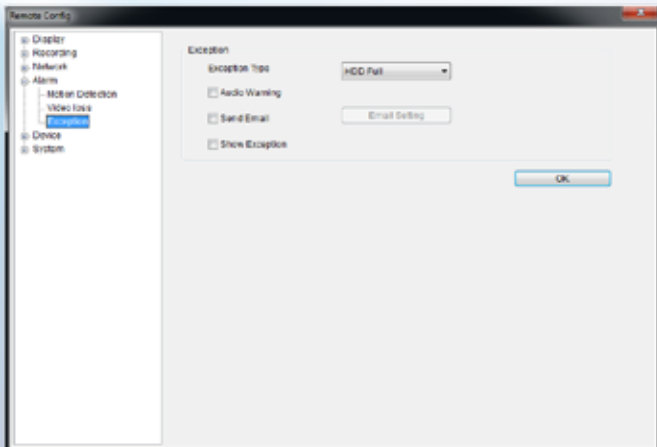 Remote Config
Display
Recording
Network
Alarm
Motion Detection
Video loss
Exception
Device
System
Exception
Exception Type
HDD Full
Audio Warning
Send Email
Email Setting
Show Exception
OK